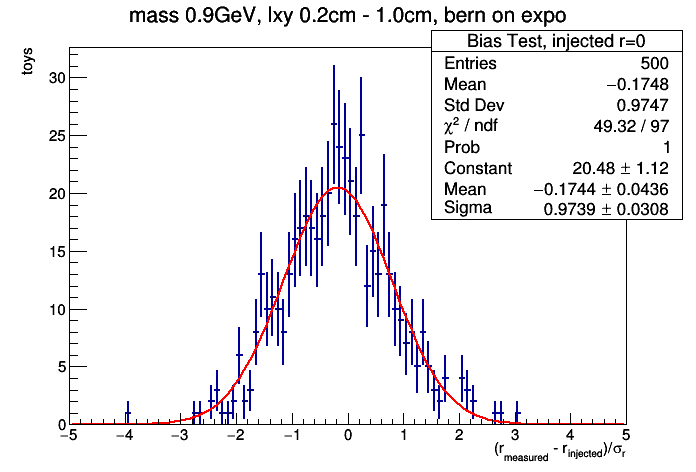 mass 0.9GeV, lxy 0.2cm - 1.0cm, bern on expo
toys
Bias Test, injected r=0
Entries 500
Mean −0.1748
Std Dev 0.9747
χ² / ndf 49.32 / 97
Prob 1
Constant 20.48 ± 1.12
Mean −0.1744 ± 0.0436
Sigma 0.9739 ± 0.0308
30
25
20
15
10
5
0
−5 −4 −3 −2 −1 0 1 2 3 4 5
(r_measured - r_injected)/σ_r